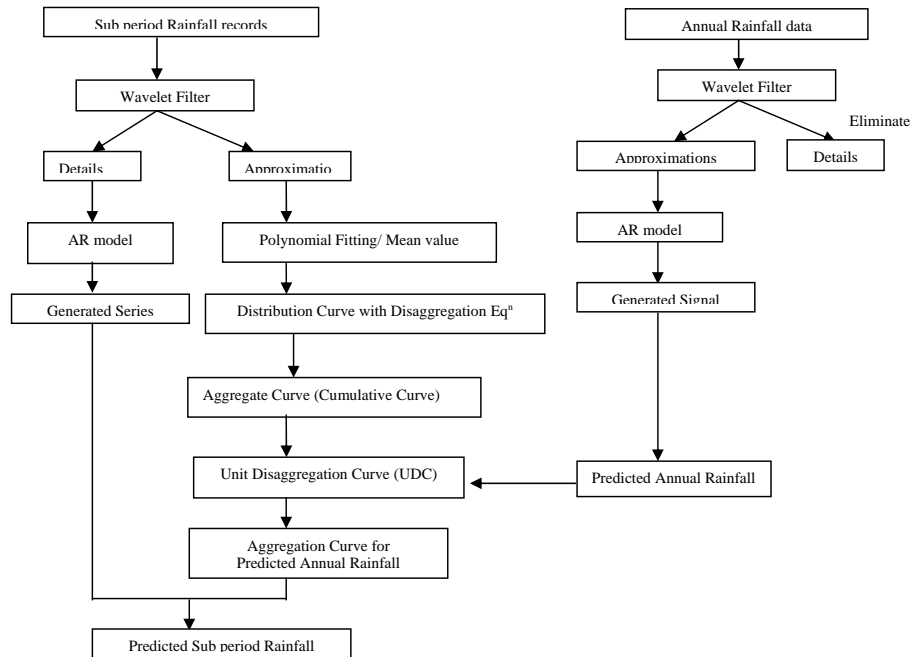 Sub period Rainfall records
Annual Rainfall data
Wavelet Filter
Wavelet Filter
Eliminate
Details
Approximatio
Approximations
Details
AR model
Polynomial Fitting/ Mean value
AR model
Generated Series
Distribution Curve with Disaggregation Eqⁿ
Generated Signal
Aggregate Curve (Cumulative Curve)
Unit Disaggregation Curve (UDC)
Predicted Annual Rainfall
Aggregation Curve for
Predicted Annual Rainfall
Predicted Sub period Rainfall